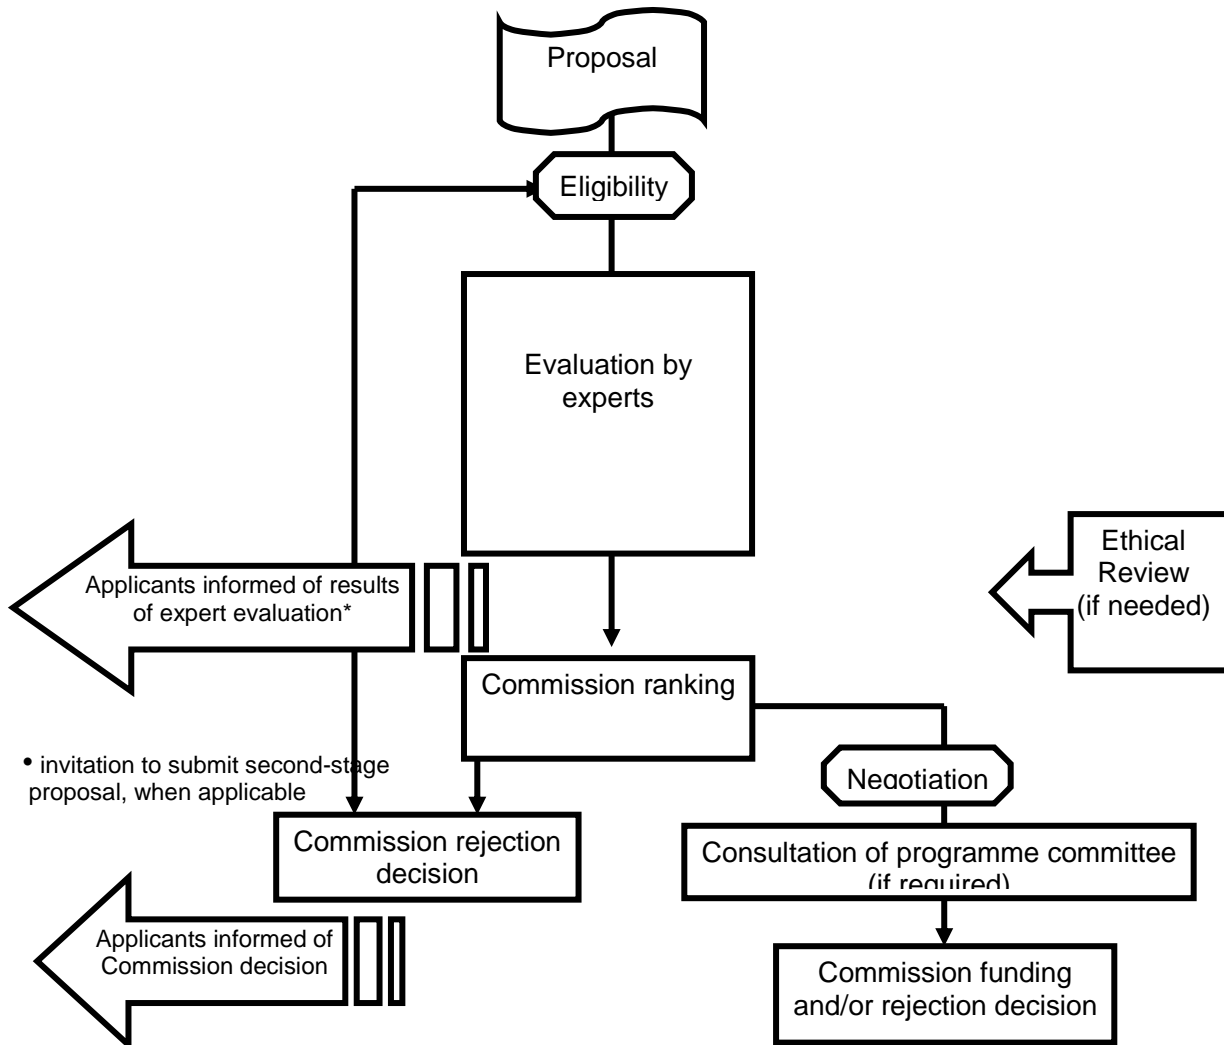 Proposal
Eligibility
Evaluation by
experts
Ethical
Review
(if needed)
Applicants informed of results
of expert evaluation*
Commission ranking
• invitation to submit second-stage
proposal, when applicable
Negotiation
Commission rejection
decision
Consultation of programme committee
(if required)
Applicants informed of
Commission decision
Commission funding
and/or rejection decision